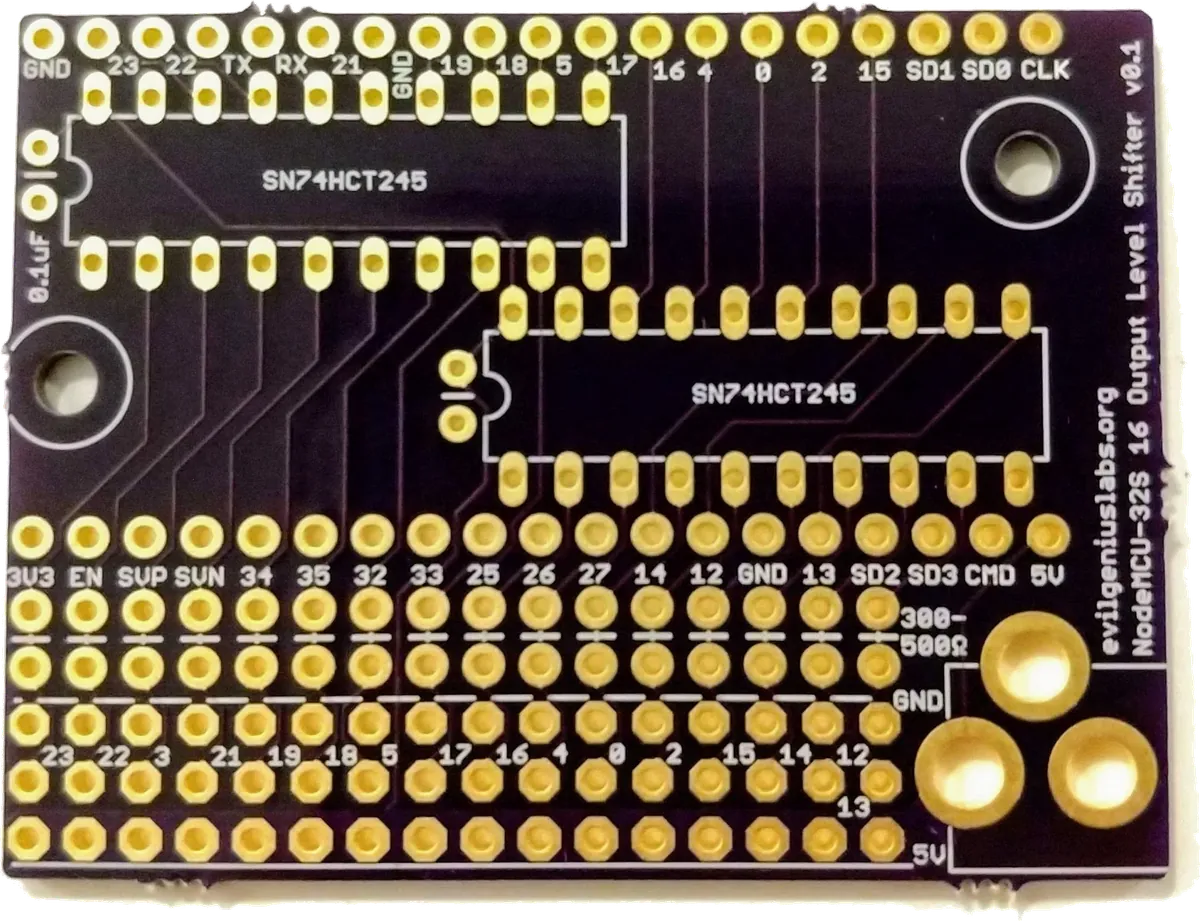 GND 23 22 TX RX 21 GND 19 18 5 17 16 4 0 2 15 SD1 SD0 CLK
SN74HCT245
0.1uF
SN74HCT245
3V3 EN SVP SVN 34 35 32 33 25 26 27 14 12 GND 13 SD2 SD3 CMD 5V
300-
500Ω
GND
23 22 3 21 19 18 5 17 16 4 0 2 15 14 12
13
5V
evilgeniuslabs.org
NodeMCU-32S 16 Output Level Shifter v0.1